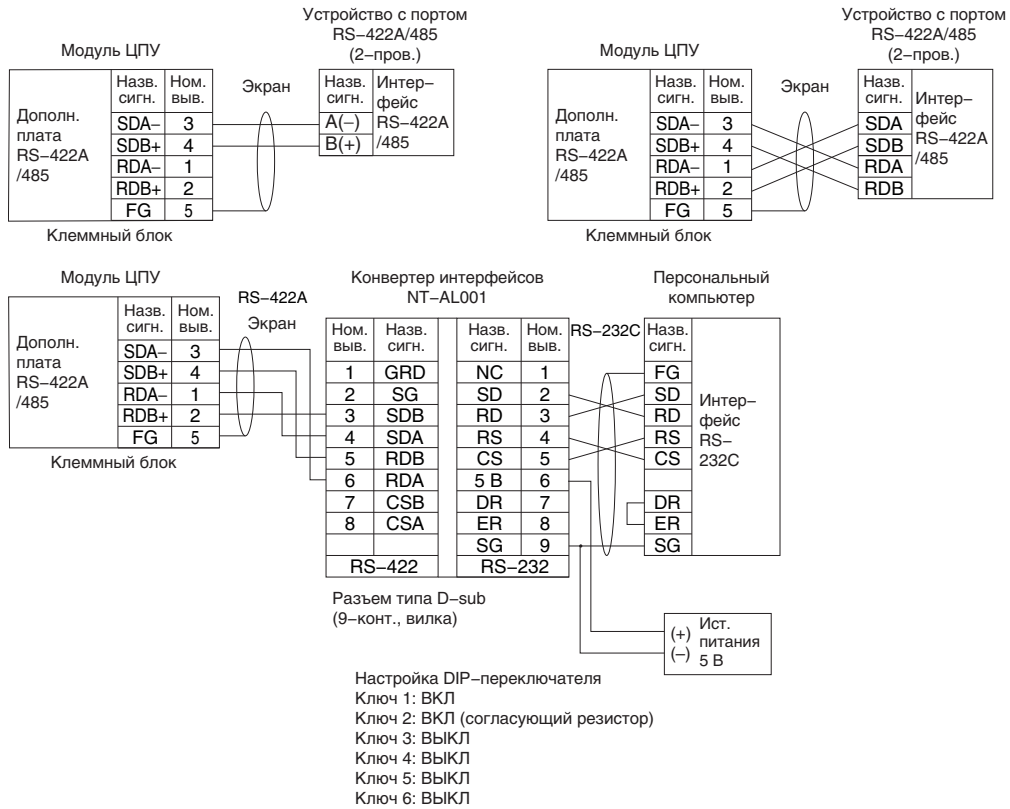 Устройство с портом
RS−422A/485
(2−пров.)
Модуль ЦПУ
Назв. сигн.
Ном. выв.
Экран
Назв. сигн.
Интер−
фейс
RS−422A
/485
Дополн.
плата
RS−422A
/485
SDA− 3
SDB+ 4
RDA− 1
RDB+ 2
FG 5
A(−)
B(+)
Клеммный блок
Устройство с портом
RS−422A/485
(2−пров.)
Модуль ЦПУ
Назв. сигн.
Ном. выв.
Экран
Назв. сигн.
Интер−
фейс
RS−422A
/485
Дополн.
плата
RS−422A
/485
SDA− 3
SDB+ 4
RDA− 1
RDB+ 2
FG 5
SDA
SDB
RDA
RDB
Клеммный блок
Модуль ЦПУ
Назв. сигн.
Ном. выв.
RS−422A
Экран
Дополн.
плата
RS−422A
/485
SDA− 3
SDB+ 4
RDA− 1
RDB+ 2
FG 5
Клеммный блок
Конвертер интерфейсов
NT−AL001
Ном. выв.
Назв. сигн.
Назв. сигн.
Ном. выв.
1 GRD NC 1
2 SG SD 2
3 SDB RD 3
4 SDA RS 4
5 RDB CS 5
6 RDA 5 В 6
7 CSB DR 7
8 CSA ER 8
SG 9
RS−422 RS−232
Разъем типа D−sub
(9−конт., вилка)
RS−232C
Персональный
компьютер
Назв. сигн.
FG
SD
RD
RS
CS
DR
ER
SG
Интер−
фейс
RS−
232C
(+)
(−)
Ист.
питания
5 В
Настройка DIP−переключателя
Ключ 1: ВКЛ
Ключ 2: ВКЛ (согласующий резистор)
Ключ 3: ВЫКЛ
Ключ 4: ВЫКЛ
Ключ 5: ВЫКЛ
Ключ 6: ВЫКЛ